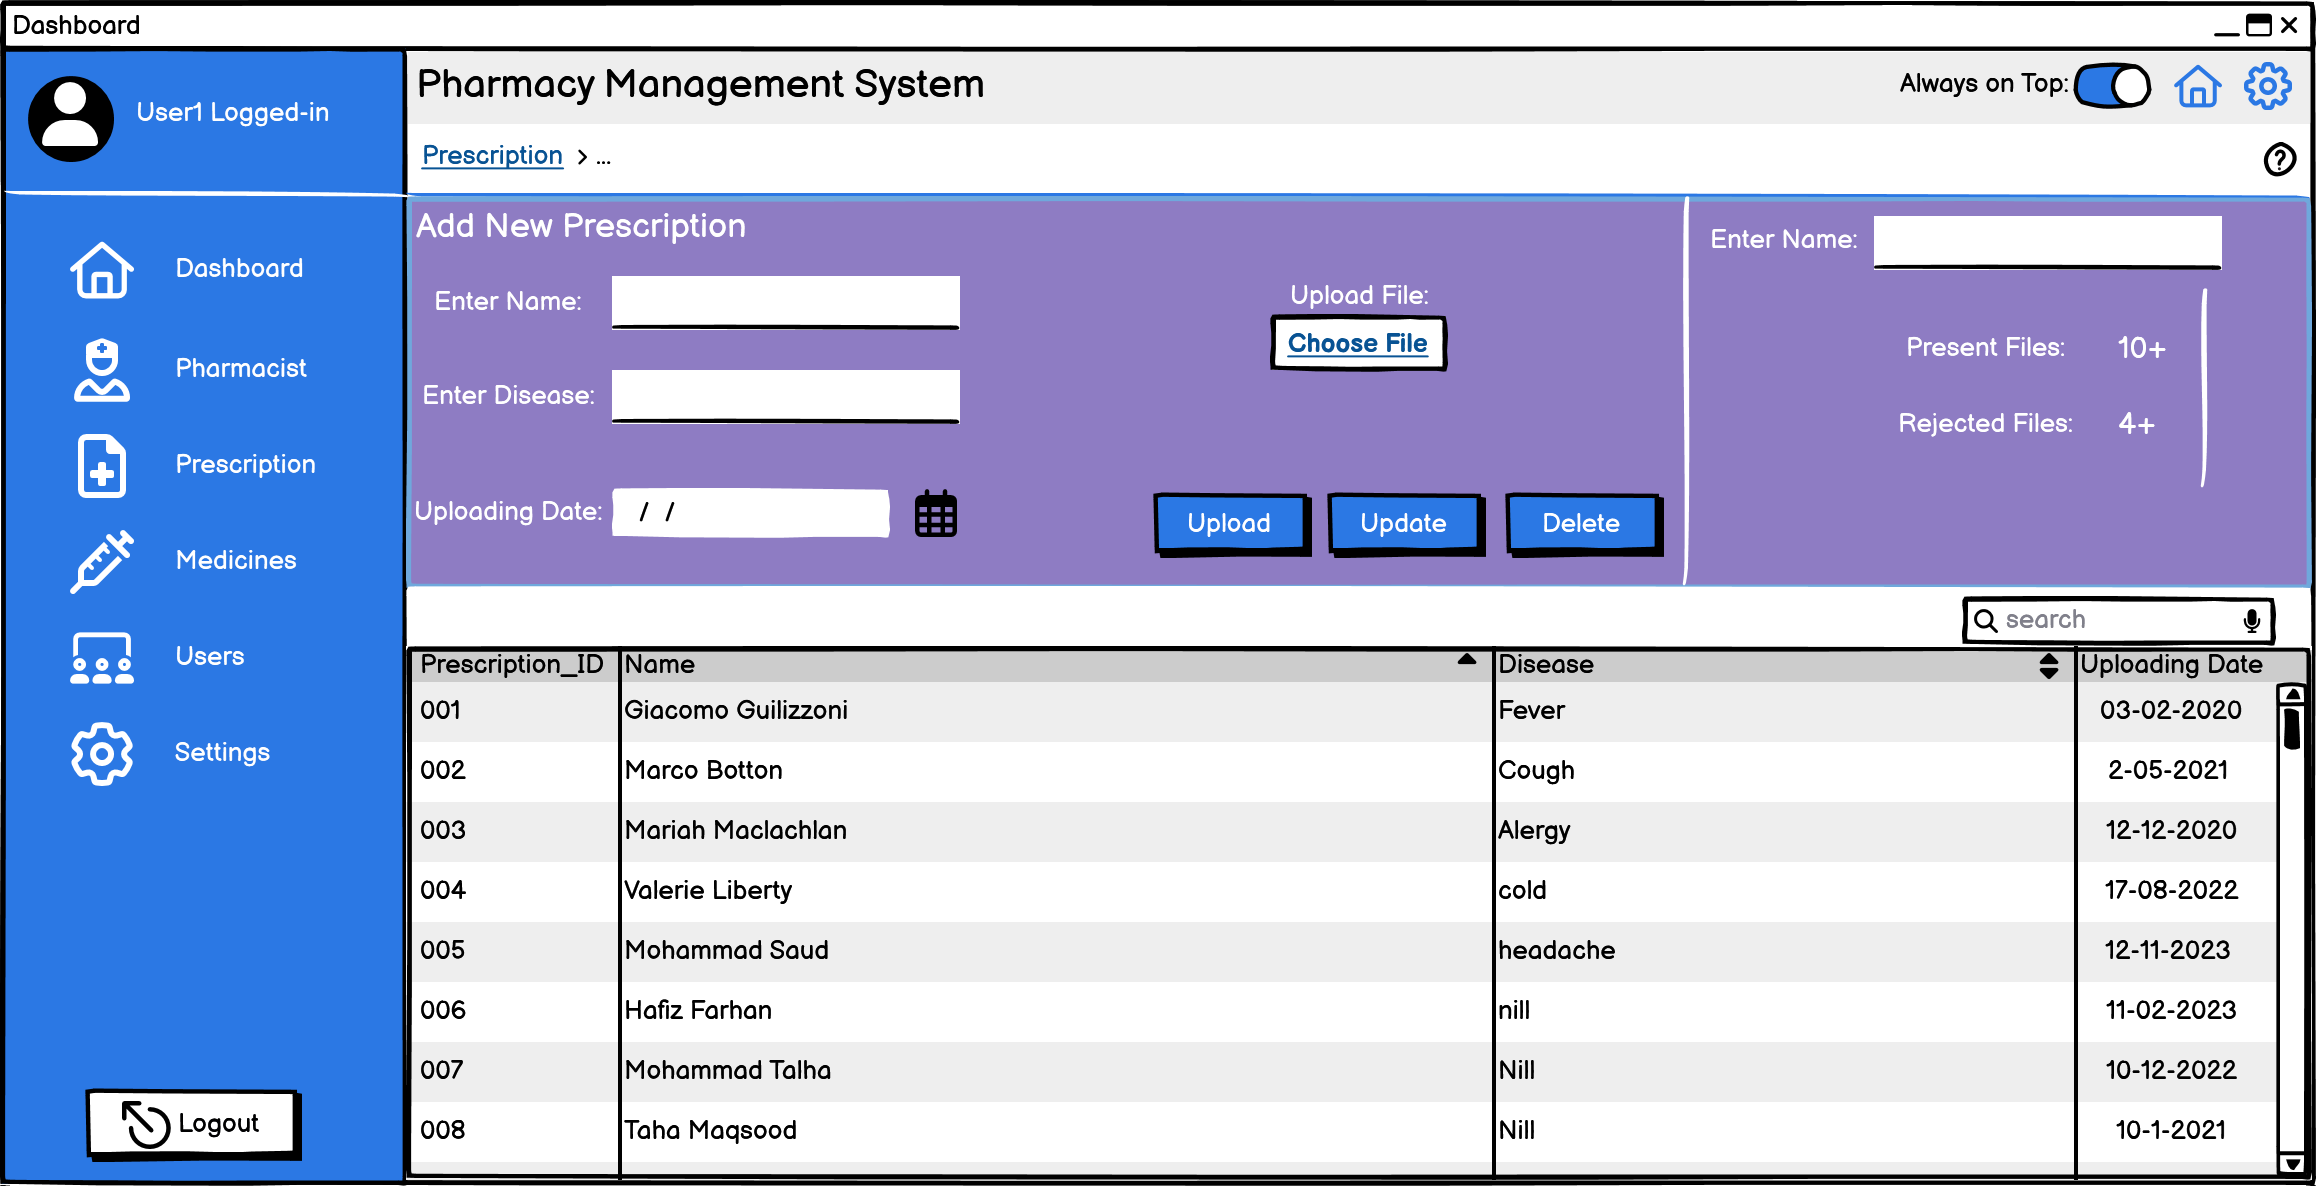 Dashboard
User1 Logged-in
Pharmacy Management System
Always on Top:
Prescription > ...
Dashboard
Pharmacist
Prescription
Medicines
Users
Settings
Logout
Add New Prescription
Enter Name:
Enter Disease:
Uploading Date: / /
Upload File:
Choose File
Upload Update Delete
Enter Name:
Present Files: 10+
Rejected Files: 4+
search
Prescription_ID Name Disease Uploading Date
001 Giacomo Guilizzoni Fever 03-02-2020
002 Marco Botton Cough 2-05-2021
003 Mariah Maclachlan Alergy 12-12-2020
004 Valerie Liberty cold 17-08-2022
005 Mohammad Saud headache 12-11-2023
006 Hafiz Farhan nill 11-02-2023
007 Mohammad Talha Nill 10-12-2022
008 Taha Maqsood Nill 10-1-2021